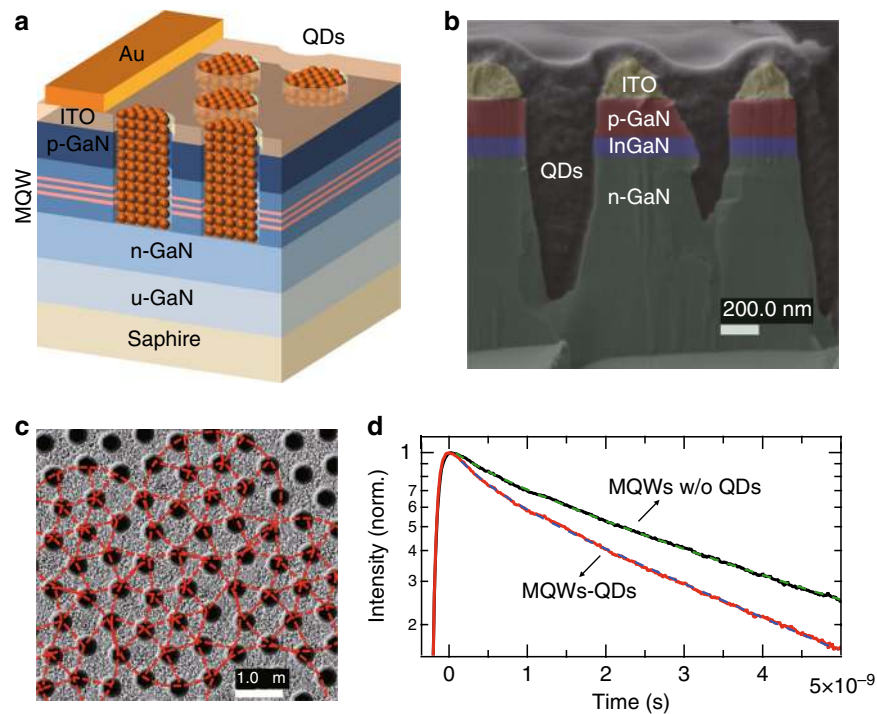 a
Au
QDs
ITO
p-GaN
MQW
n-GaN
u-GaN
Saphire
b
ITO
p-GaN
InGaN
QDs
n-GaN
200.0 nm
c
1.0 m
d
1
7
6
5
4
3
2
Intensity (norm.)
MQWs w/o QDs
MQWs-QDs
0
1
2
3
4
5×10⁻⁹
Time (s)